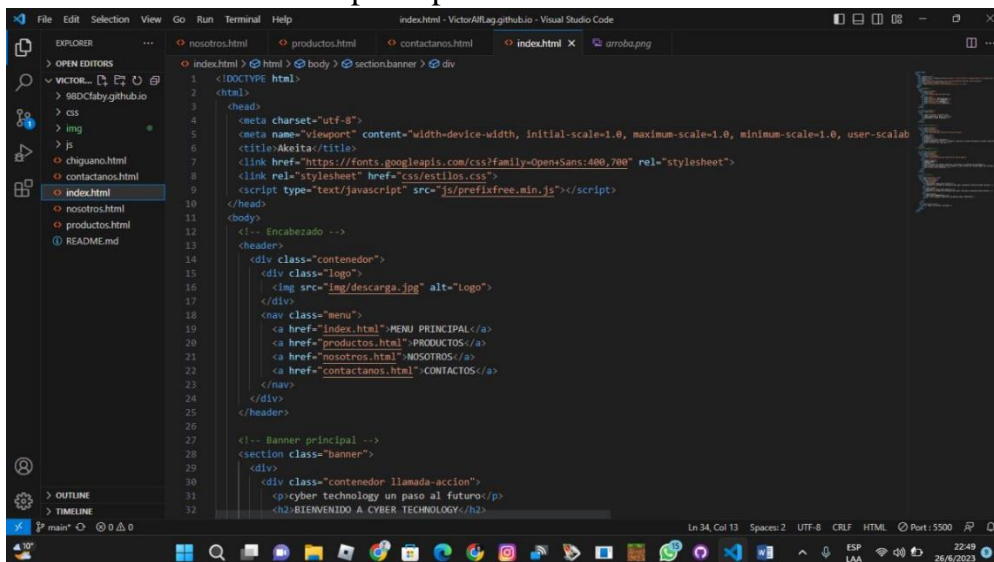 File Edit Selection View Go Run Terminal Help
index.html - VictorAlfLag.github.io - Visual Studio Code
EXPLORER ...
nosotros.html productos.html contactanos.html index.html × arroba.png
> OPEN EDITORS
index.html > html > body > section.banner > div
VICTOR...
> 98DCfaby.github.io
> css
> img
> js
chiguano.html
contactanos.html
index.html
nosotros.html
productos.html
README.md
1 <!DOCTYPE html>
2 <html>
3 <head>
4 <meta charset="utf-8">
5 <meta name="viewport" content="width=device-width, initial-scale=1.0, maximum-scale=1.0, minimum-scale=1.0, user-scalab
6 <title>Akeita</title>
7 <link href="https://fonts.googleapis.com/css?family=Open+Sans:400,700" rel="stylesheet">
8 <link rel="stylesheet" href="css/estilos.css">
9 <script type="text/javascript" src="js/prefixfree.min.js"></script>
10 </head>
11 <body>
12 <!-- Encabezado -->
13 <header>
14 <div class="contenedor">
15 <div class="logo">
16 <img src="img/descarga.jpg" alt="Logo">
17 </div>
18 <nav class="menu">
19 <a href="index.html">MENU PRINCIPAL</a>
20 <a href="productos.html">PRODUCTOS</a>
21 <a href="nosotros.html">NOSOTROS</a>
22 <a href="contactanos.html">CONTACTOS</a>
23 </nav>
24 </div>
25 </header>
26
27 <!-- Banner principal -->
28 <section class="banner">
29 <div>
30 <div class="contenedor llamada-accion">
31 <p>cyber technology un paso al futuro</p>
32 <h2>BIENVENIDO A CYBER TECHNOLOGY</h2>
> OUTLINE
> TIMELINE
main* 0 0 Ln 34, Col 13 Spaces: 2 UTF-8 CRLF HTML Port : 5500
10°
ESP
LAA
22:49
26/6/2023